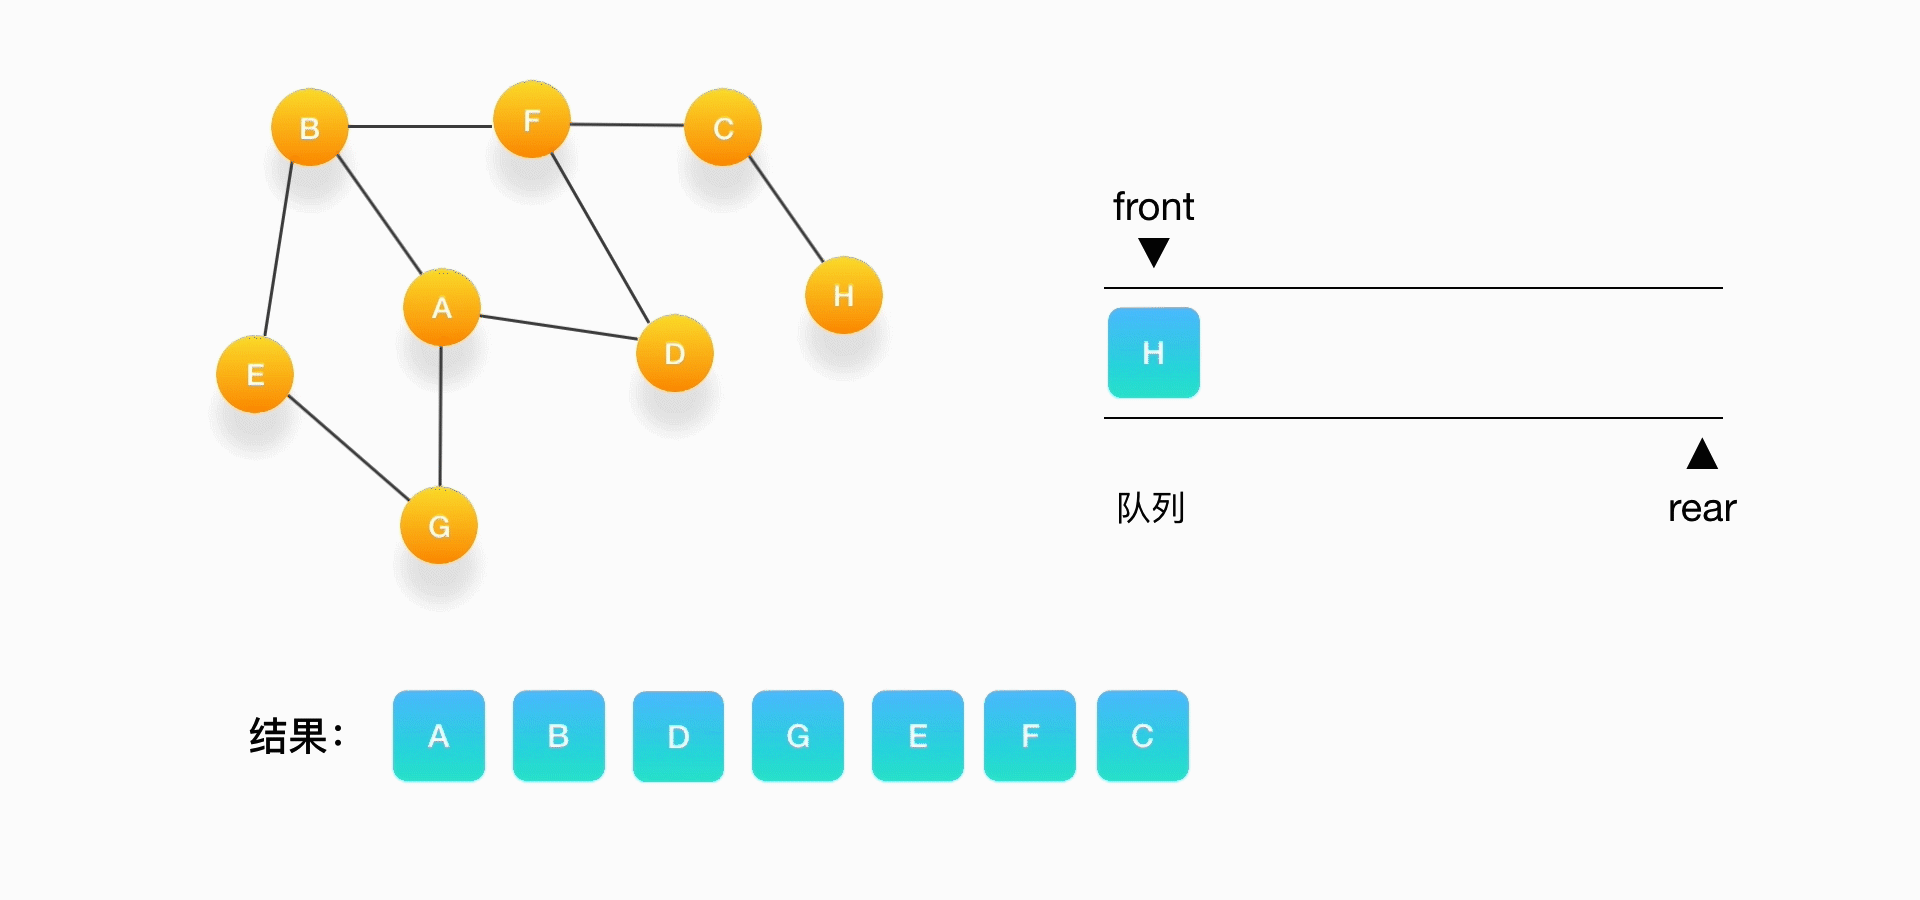 B F C
front
A H
H
D
E
队列 rear
G
结果： A B D G E F C